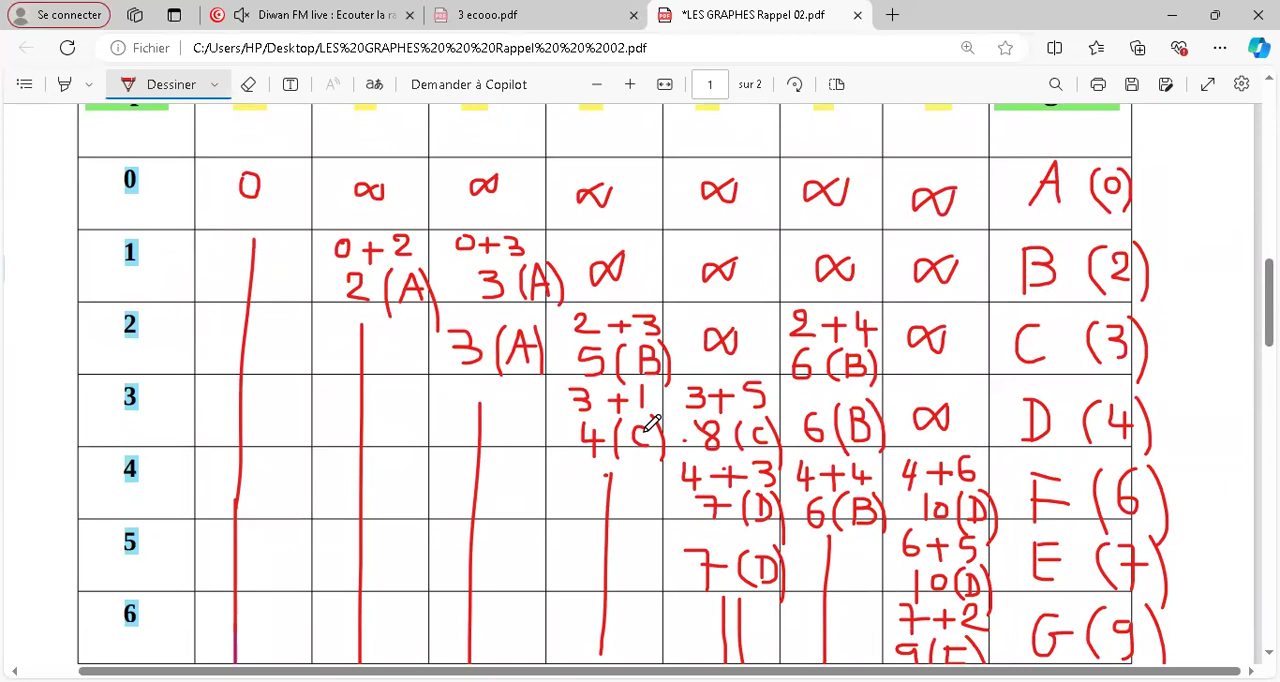 Se connecter
Diwan FM live : Ecouter la ra
3 ecooo.pdf
*LES GRAPHES Rappel 02.pdf
Fichier
C:/Users/HP/Desktop/LES%20GRAPHES%20%20%20Rappel%20%20%2002.pdf
Dessiner
aあ
Demander à Copilot
1 sur 2
0 0 ∞ ∞ ∞ ∞ ∞ ∞ A (0)
0+2 0+3
1 2(A) 3(A) ∞ ∞ ∞ ∞ B (2)
2+3 2+4
2 3(A) 5(B) ∞ 6(B) ∞ C (3)
3+1 3+5
3 4(C) 8(C) 6(B) ∞ D (4)
4+3 4+4 4+6
4 7(D) 6(B) 10(D) F (6)
6+5
5 7(D) 10(D) E (7)
7+2
6 G (9)